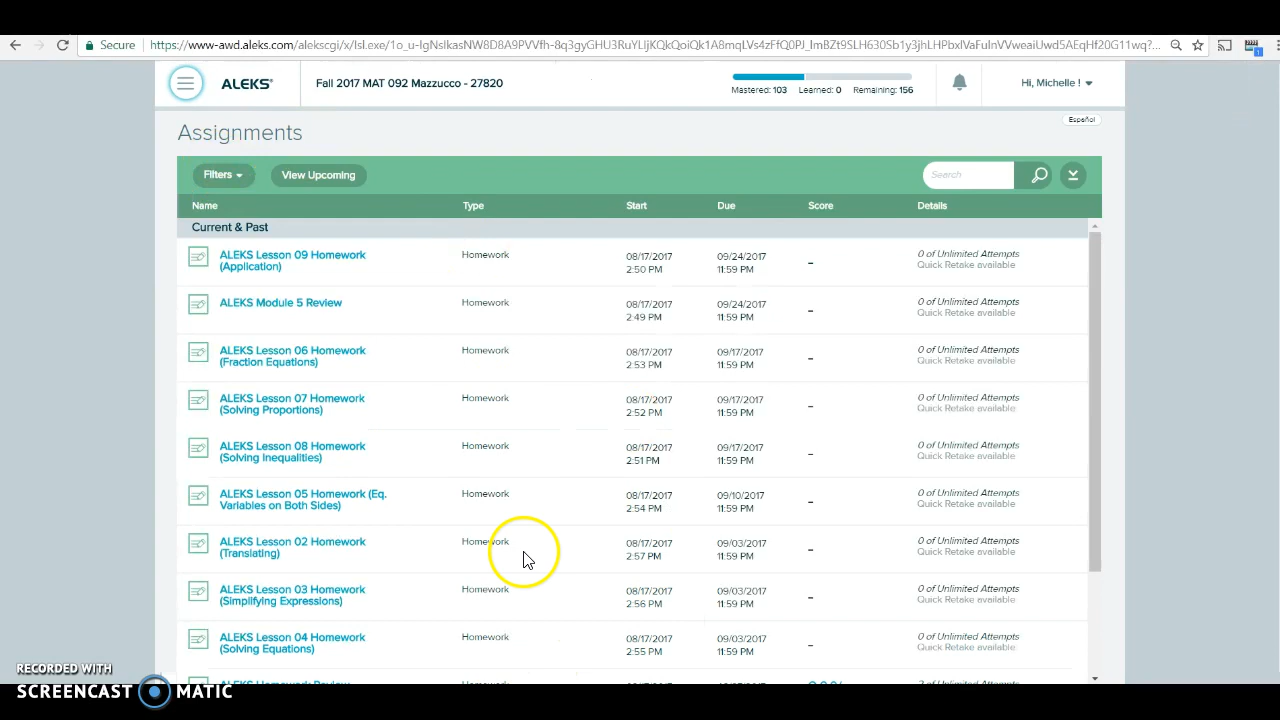 Secure
ALEKS®
Fall 2017 MAT 092 Mazzucco - 27820
Mastered: 103 Learned: 0 Remaining: 156
Hi, Michelle !
Español
Assignments
Filters
View Upcoming
Search
Name Type Start Due Score Details
Current & Past
ALEKS Lesson 09 Homework (Application) Homework 08/17/2017 2:50 PM 09/24/2017 11:59 PM - 0 of Unlimited Attempts Quick Retake available
ALEKS Module 5 Review Homework 08/17/2017 2:49 PM 09/24/2017 11:59 PM - 0 of Unlimited Attempts Quick Retake available
ALEKS Lesson 06 Homework (Fraction Equations) Homework 08/17/2017 2:53 PM 09/17/2017 11:59 PM - 0 of Unlimited Attempts Quick Retake available
ALEKS Lesson 07 Homework (Solving Proportions) Homework 08/17/2017 2:52 PM 09/17/2017 11:59 PM - 0 of Unlimited Attempts Quick Retake available
ALEKS Lesson 08 Homework (Solving Inequalities) Homework 08/17/2017 2:51 PM 09/17/2017 11:59 PM - 0 of Unlimited Attempts Quick Retake available
ALEKS Lesson 05 Homework (Eq. Variables on Both Sides) Homework 08/17/2017 2:54 PM 09/10/2017 11:59 PM - 0 of Unlimited Attempts Quick Retake available
ALEKS Lesson 02 Homework (Translating) Homework 08/17/2017 2:57 PM 09/03/2017 11:59 PM - 0 of Unlimited Attempts Quick Retake available
ALEKS Lesson 03 Homework (Simplifying Expressions) Homework 08/17/2017 2:56 PM 09/03/2017 11:59 PM - 0 of Unlimited Attempts Quick Retake available
ALEKS Lesson 04 Homework (Solving Equations) Homework 08/17/2017 2:55 PM 09/03/2017 11:59 PM - 0 of Unlimited Attempts Quick Retake available
RECORDED WITH
SCREENCAST MATIC